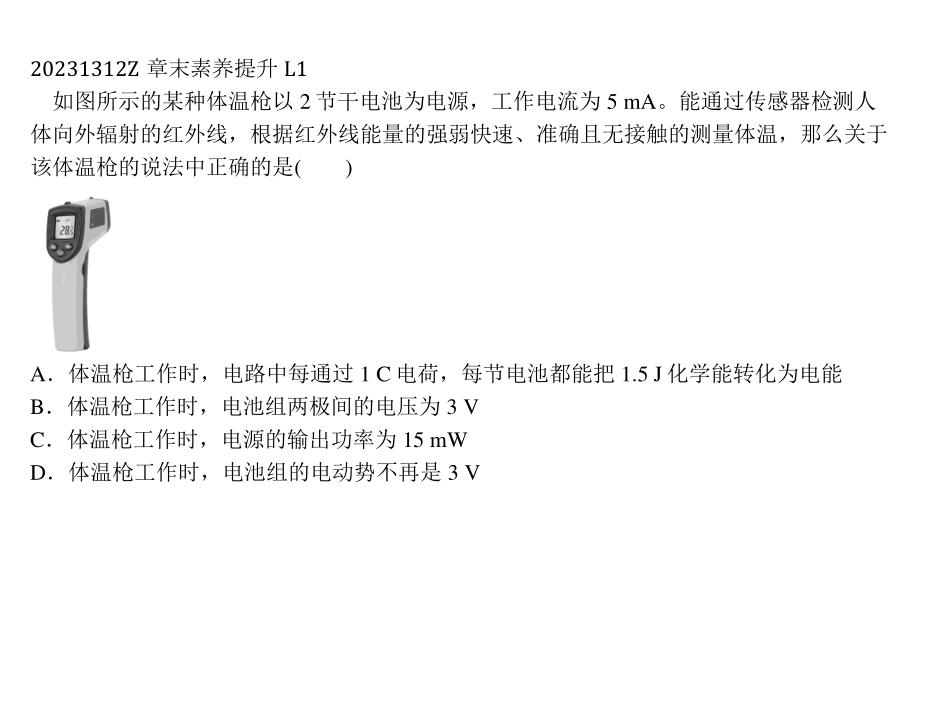 20231312Z 章末素养提升 L1
如图所示的某种体温枪以 2 节干电池为电源，工作电流为 5 mA。能通过传感器检测人
体向外辐射的红外线，根据红外线能量的强弱快速、准确且无接触的测量体温，那么关于
该体温枪的说法中正确的是(　　)
28.
A．体温枪工作时，电路中每通过 1 C 电荷，每节电池都能把 1.5 J 化学能转化为电能
B．体温枪工作时，电池组两极间的电压为 3 V
C．体温枪工作时，电源的输出功率为 15 mW
D．体温枪工作时，电池组的电动势不再是 3 V